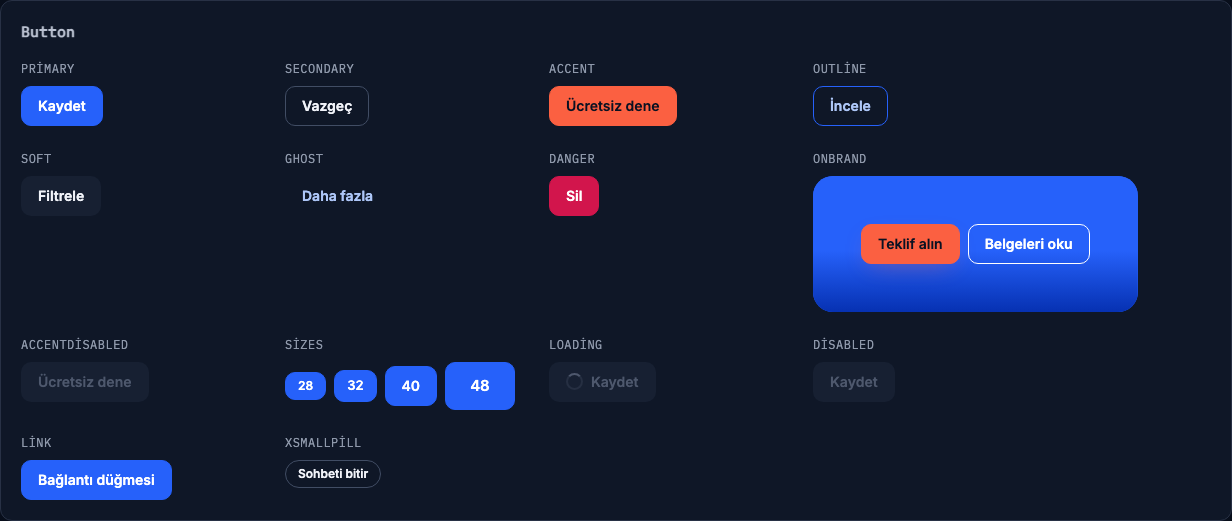 Button
PRİMARY
SECONDARY
ACCENT
OUTLİNE
Kaydet
Vazgeç
Ücretsiz dene
İncele
SOFT
GHOST
DANGER
ONBRAND
Filtrele
Daha fazla
Sil
Teklif alın
Belgeleri oku
ACCENTDİSABLED
SİZES
LOADİNG
DİSABLED
Ücretsiz dene
28
32
40
48
Kaydet
Kaydet
LİNK
XSMALLPİLL
Bağlantı düğmesi
Sohbeti bitir